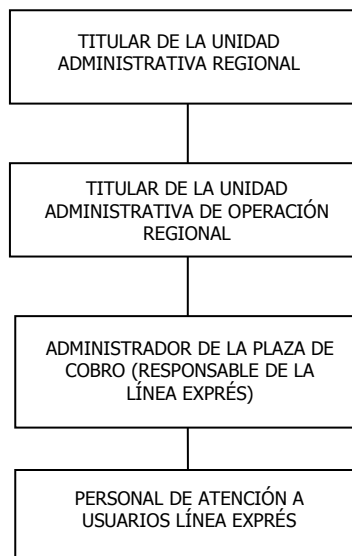 TITULAR DE LA UNIDAD
ADMINISTRATIVA REGIONAL
TITULAR DE LA UNIDAD
ADMINISTRATIVA DE OPERACIÓN
REGIONAL
ADMINISTRADOR DE LA PLAZA DE
COBRO (RESPONSABLE DE LA
LÍNEA EXPRÉS)
PERSONAL DE ATENCIÓN A
USUARIOS LÍNEA EXPRÉS